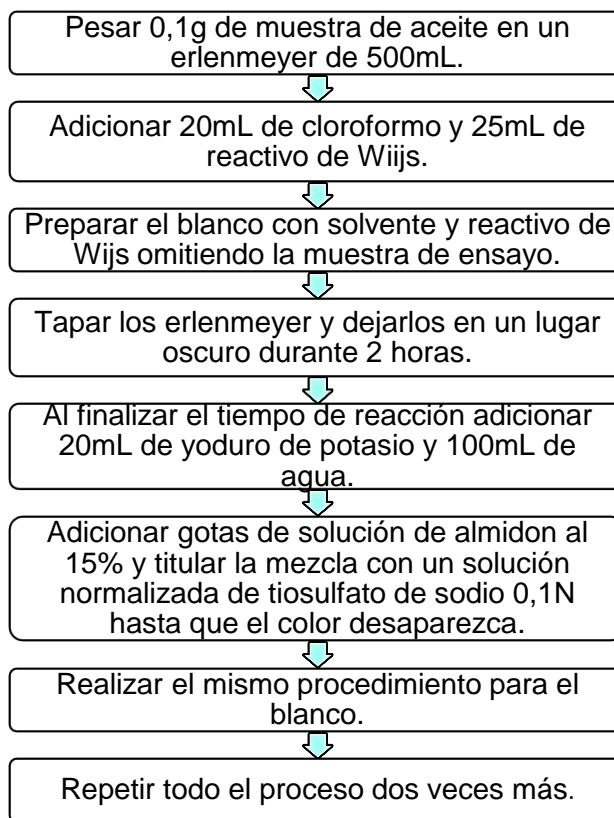 Pesar 0,1g de muestra de aceite en un
erlenmeyer de 500mL.
Adicionar 20mL de cloroformo y 25mL de
reactivo de Wiijs.
Preparar el blanco con solvente y reactivo de
Wijs omitiendo la muestra de ensayo.
Tapar los erlenmeyer y dejarlos en un lugar
oscuro durante 2 horas.
Al finalizar el tiempo de reacción adicionar
20mL de yoduro de potasio y 100mL de
agua.
Adicionar gotas de solución de almidon al
15% y titular la mezcla con un solución
normalizada de tiosulfato de sodio 0,1N
hasta que el color desaparezca.
Realizar el mismo procedimiento para el
blanco.
Repetir todo el proceso dos veces más.